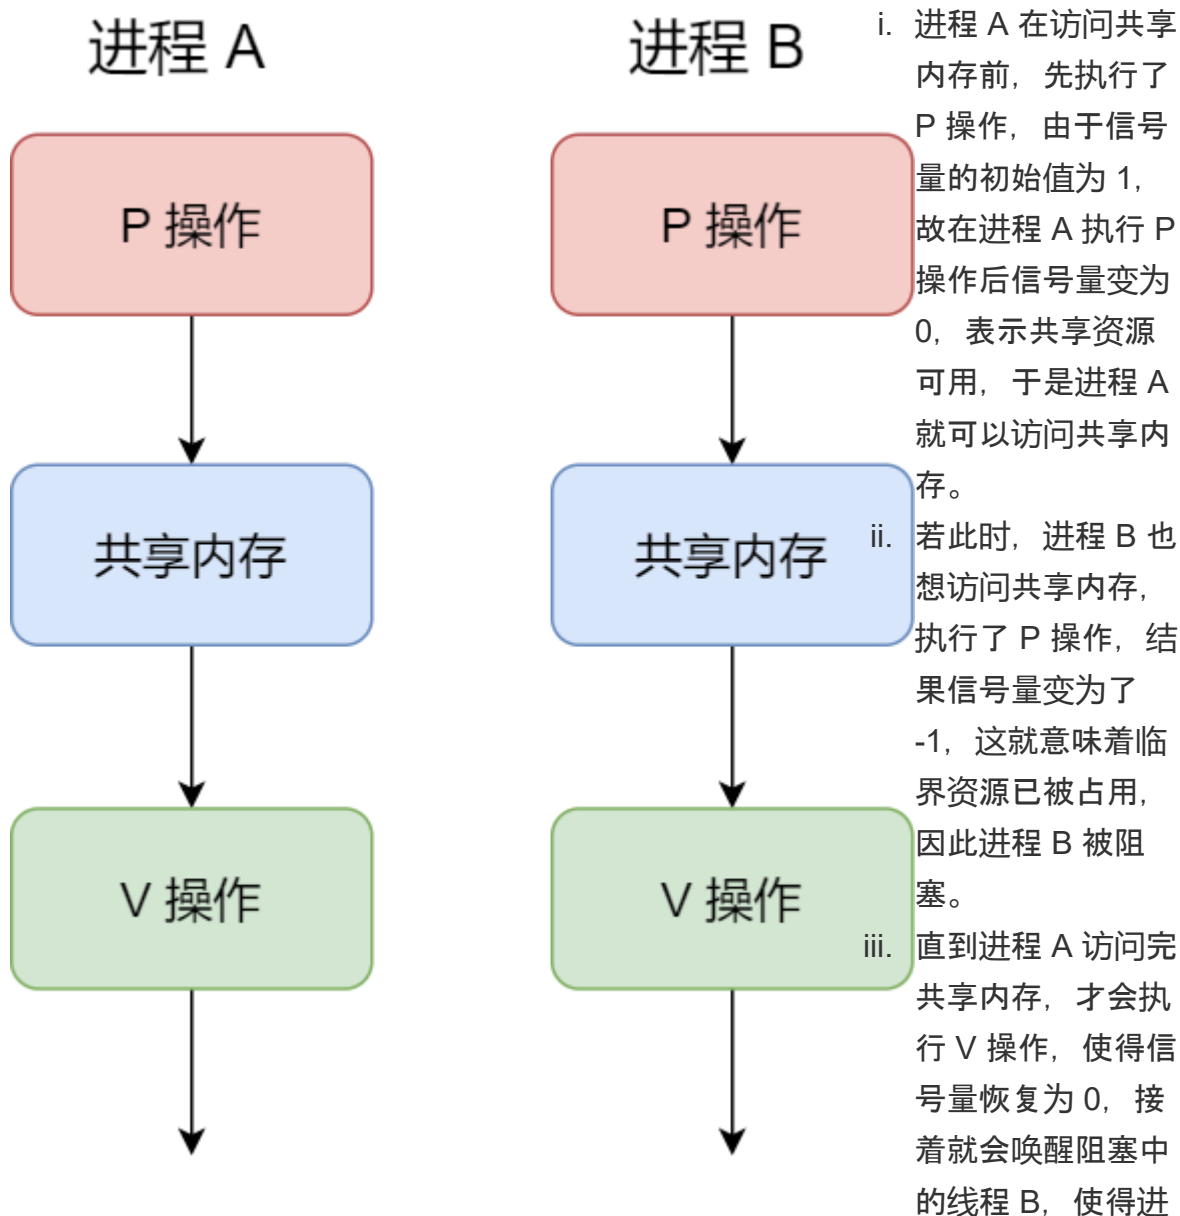 进程 A
P 操作
共享内存
V 操作
进程 B
P 操作
共享内存
V 操作
i. 进程 A 在访问共享
内存前，先执行了
P 操作，由于信号
量的初始值为 1，
故在进程 A 执行 P
操作后信号量变为
0，表示共享资源
可用，于是进程 A
就可以访问共享内
存。
ii. 若此时，进程 B 也
想访问共享内存，
执行了 P 操作，结
果信号量变为了
-1，这就意味着临
界资源已被占用，
因此进程 B 被阻
塞。
iii. 直到进程 A 访问完
共享内存，才会执
行 V 操作，使得信
号量恢复为 0，接
着就会唤醒阻塞中
的线程 B，使得进